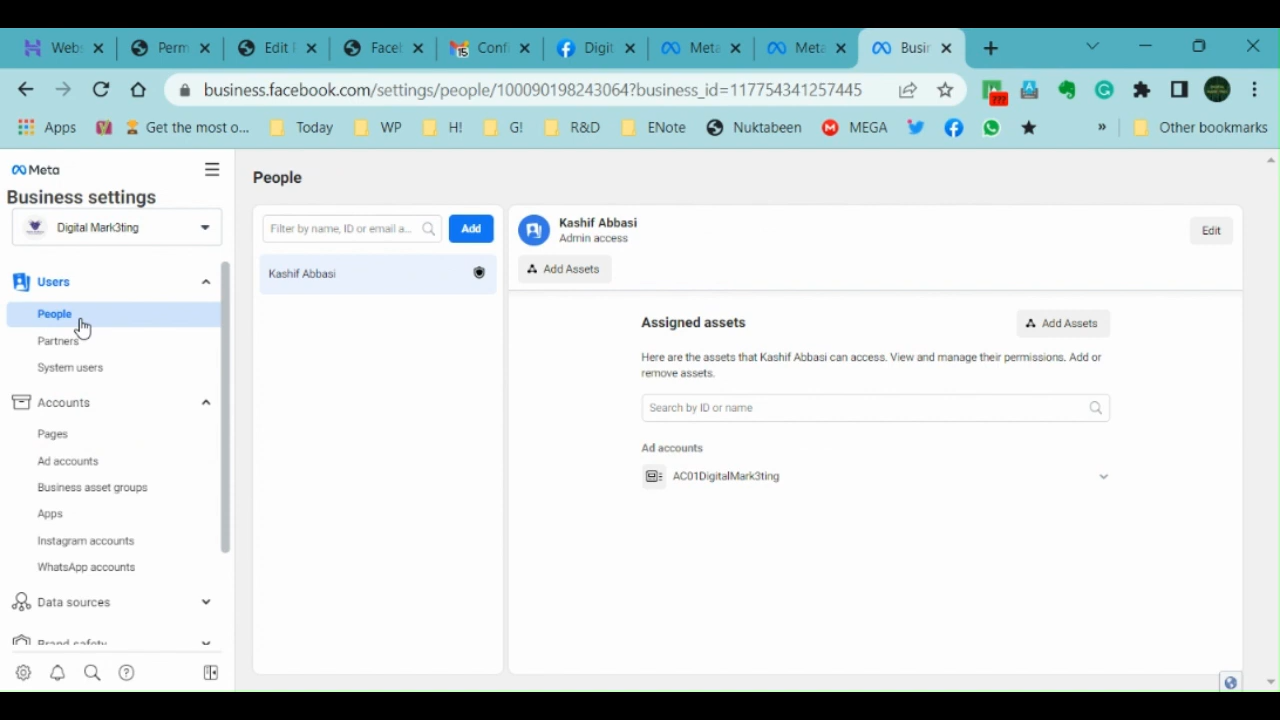 Webs
Perm
Edit
Facel
15
Confi
Digit
Meta
Meta
Busir
business.facebook.com/settings/people/100090198243064?business_id=117754341257445
???
Apps
Get the most o...
Today
WP
H!
G!
R&D
ENote
Nuktabeen
MEGA
»
Other bookmarks
Meta
Business settings
Digital Mark3ting
Users
People
Partners
System users
Accounts
Pages
Ad accounts
Business asset groups
Apps
Instagram accounts
WhatsApp accounts
Data sources
Brand safety
People
Filter by name, ID or email a...
Add
Kashif Abbasi
Kashif Abbasi
Admin access
Edit
Add Assets
Assigned assets
Add Assets
Here are the assets that Kashif Abbasi can access. View and manage their permissions. Add or
remove assets.
Search by ID or name
Ad accounts
AC01DigitalMark3ting